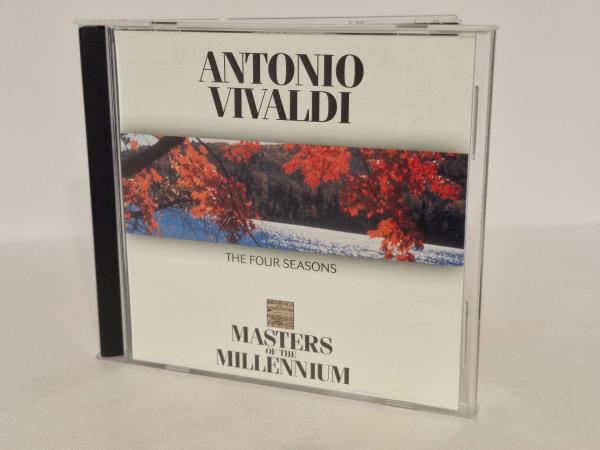 ANTONIO
VIVALDI
THE FOUR SEASONS
MASTERS
OF THE
MILLENNIUM